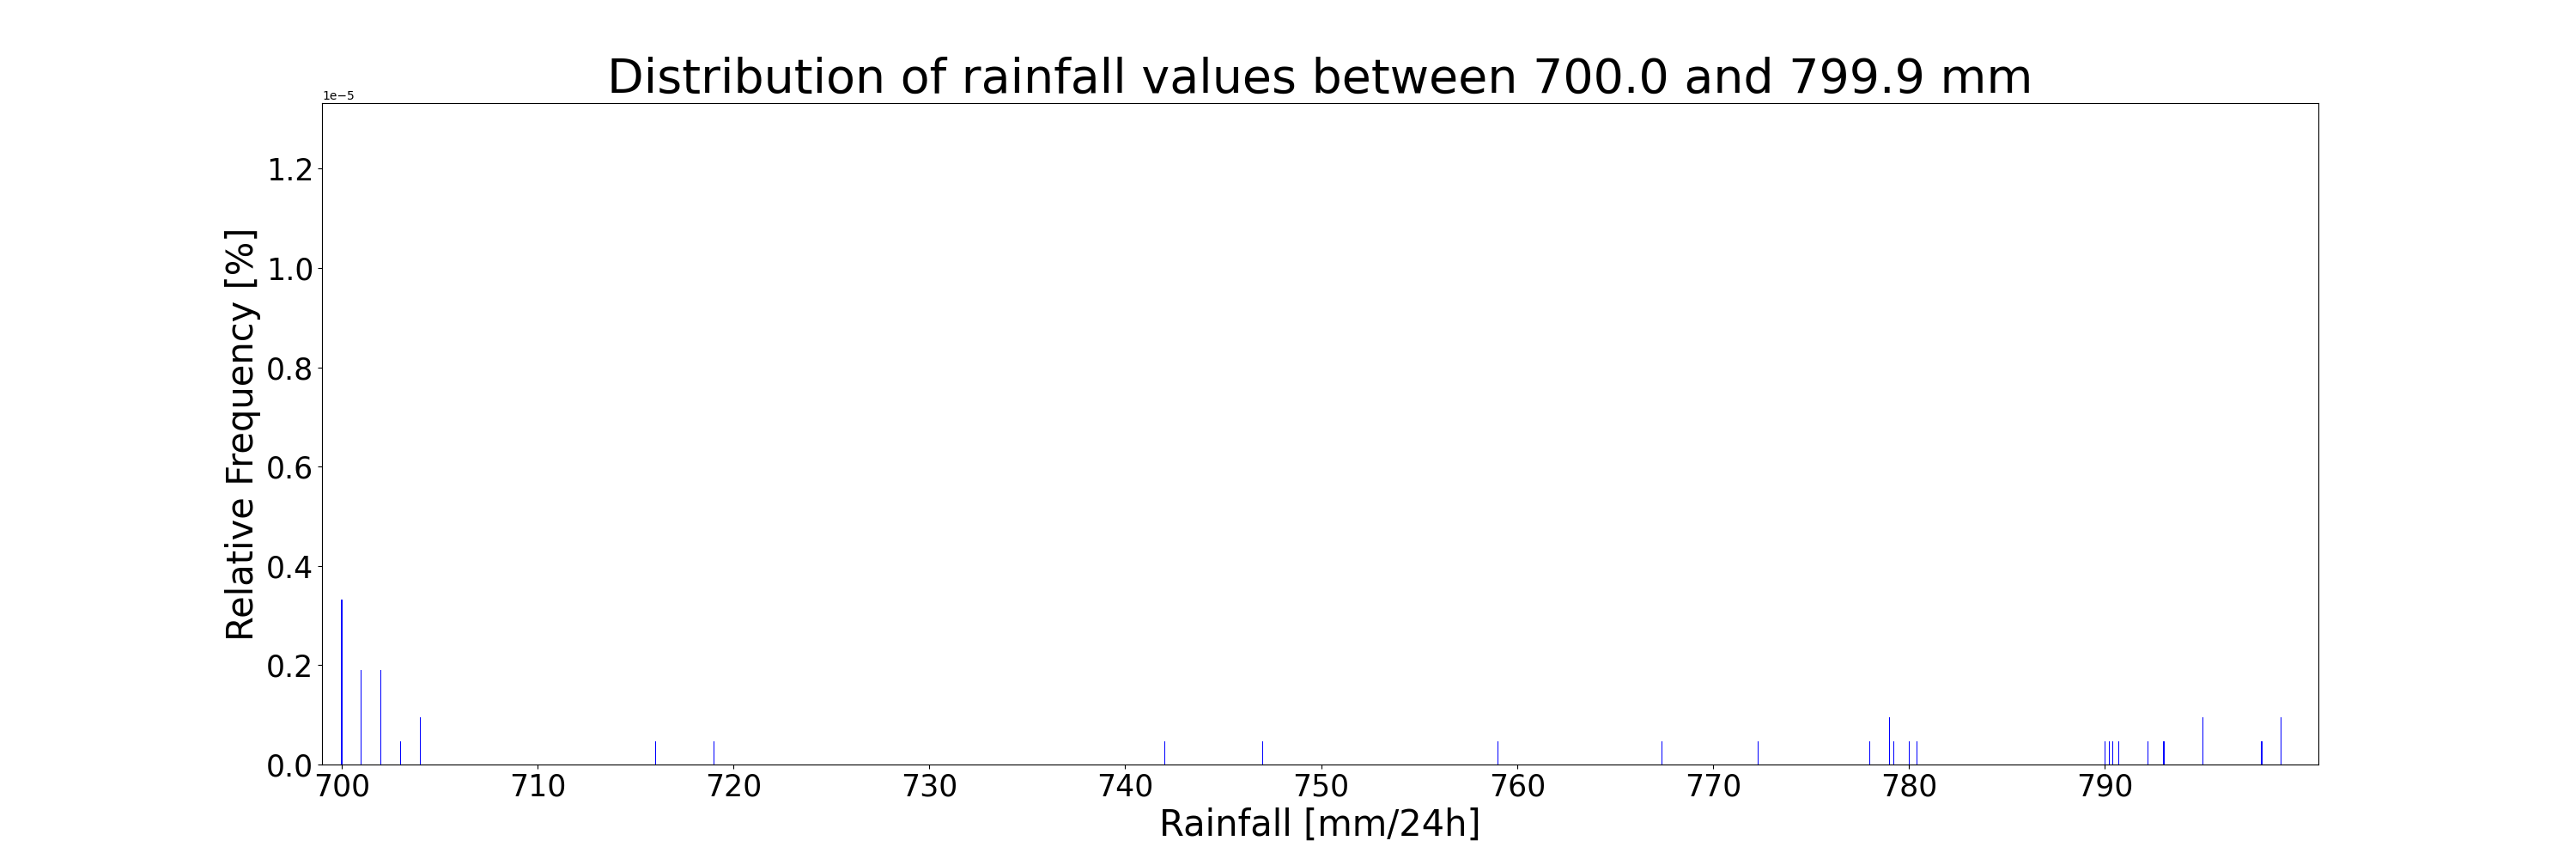 Distribution of rainfall values between 700.0 and 799.9 mm
1e−5
1.2
1.0
0.8
0.6
0.4
0.2
0.0
Relative Frequency [%]
700 710 720 730 740 750 760 770 780 790
Rainfall [mm/24h]